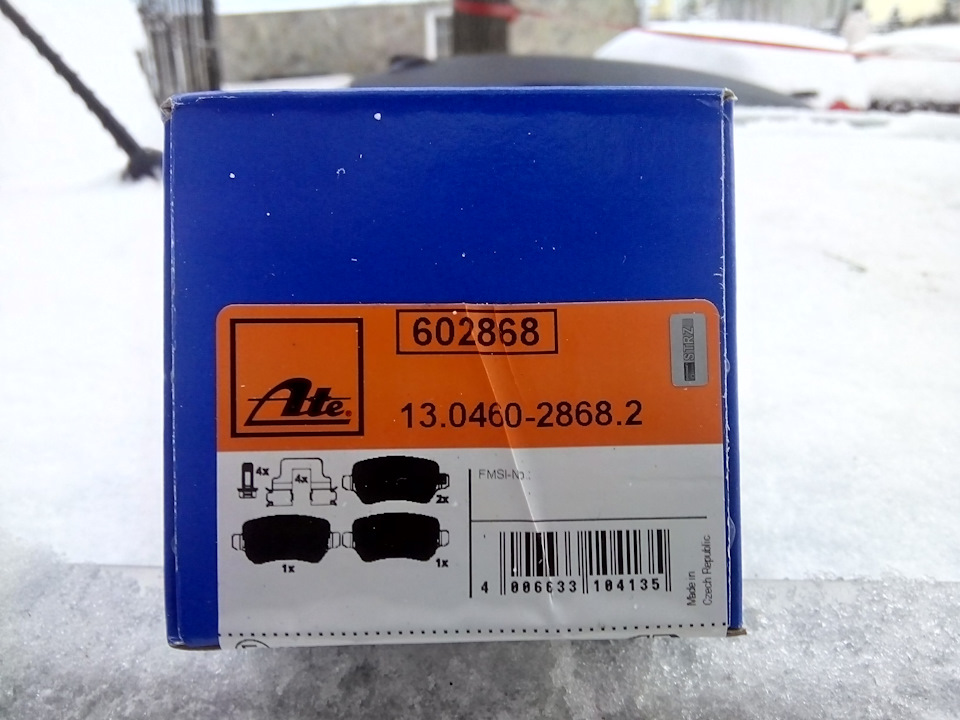 602868
Ate
13.0460-2868.2
4x
4x
2x
1x
1x
FMSI-No.:
4 006633 104135
Made in
Czech Republic